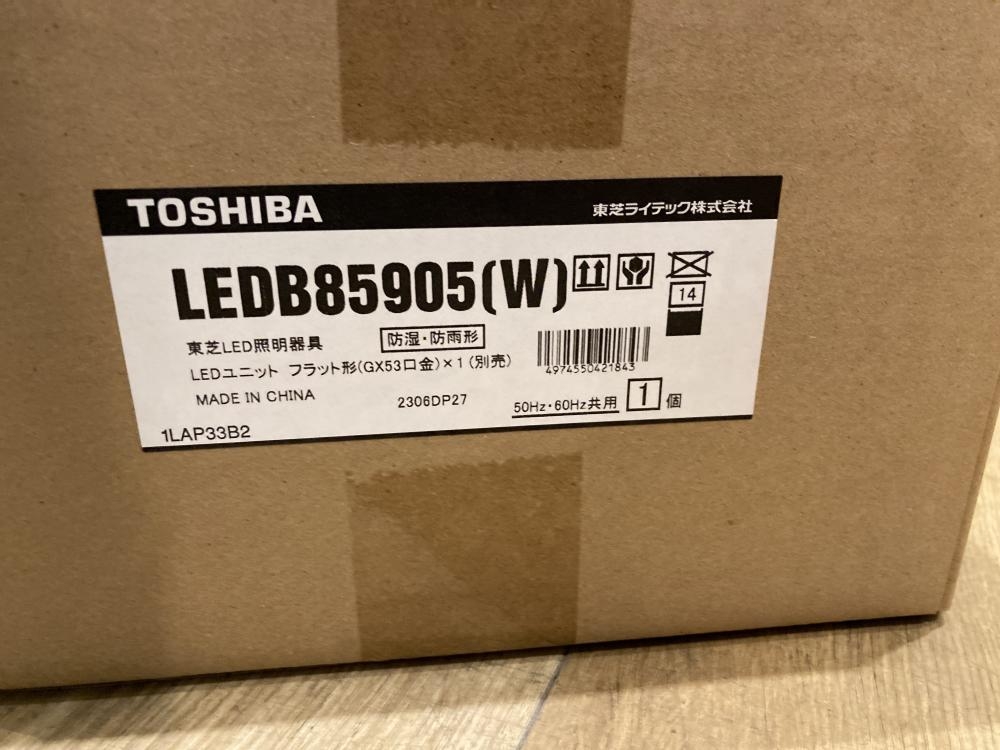 TOSHIBA 東芝ライテック株式会社
LEDB85905(W)
14
東芝LED照明器具 防湿・防雨形
LEDユニット フラット形(GX53口金)×1(別売)
4974550421843
MADE IN CHINA 2306DP27 50Hz・60Hz共用 1個
1LAP33B2